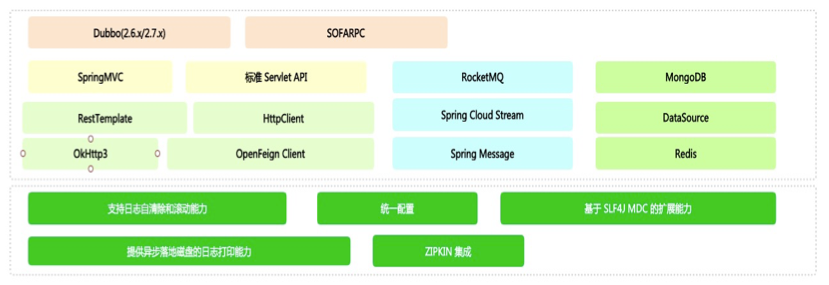 Dubbo(2.6.x/2.7.x)
SOFARPC
SpringMVC
标准 Servlet API
RocketMQ
MongoDB
RestTemplate
HttpClient
Spring Cloud Stream
DataSource
OkHttp3
OpenFeign Client
Spring Message
Redis
支持日志自清除和滚动能力
统一配置
基于 SLF4J MDC 的扩展能力
提供异步落地磁盘的日志打印能力
ZIPKIN 集成